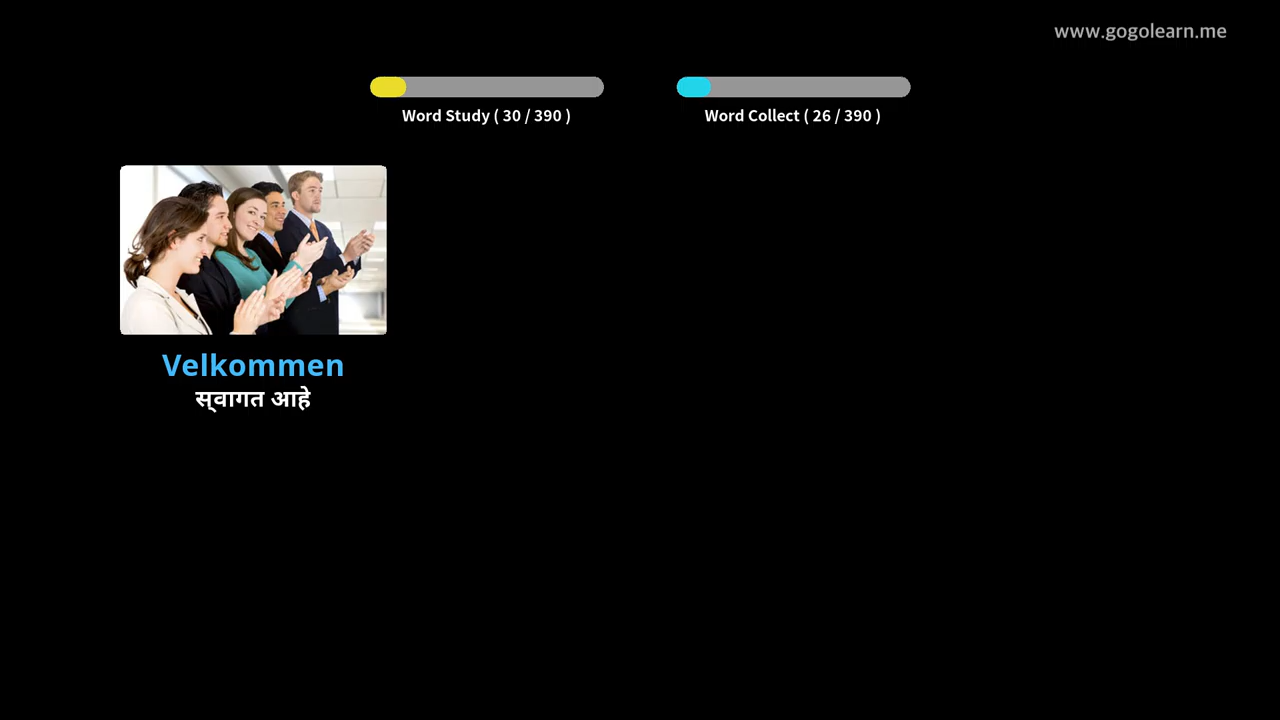 www.gogolearn.me
Word Study ( 30 / 390 )
Word Collect ( 26 / 390 )
Velkommen
स्‌वागत आहे